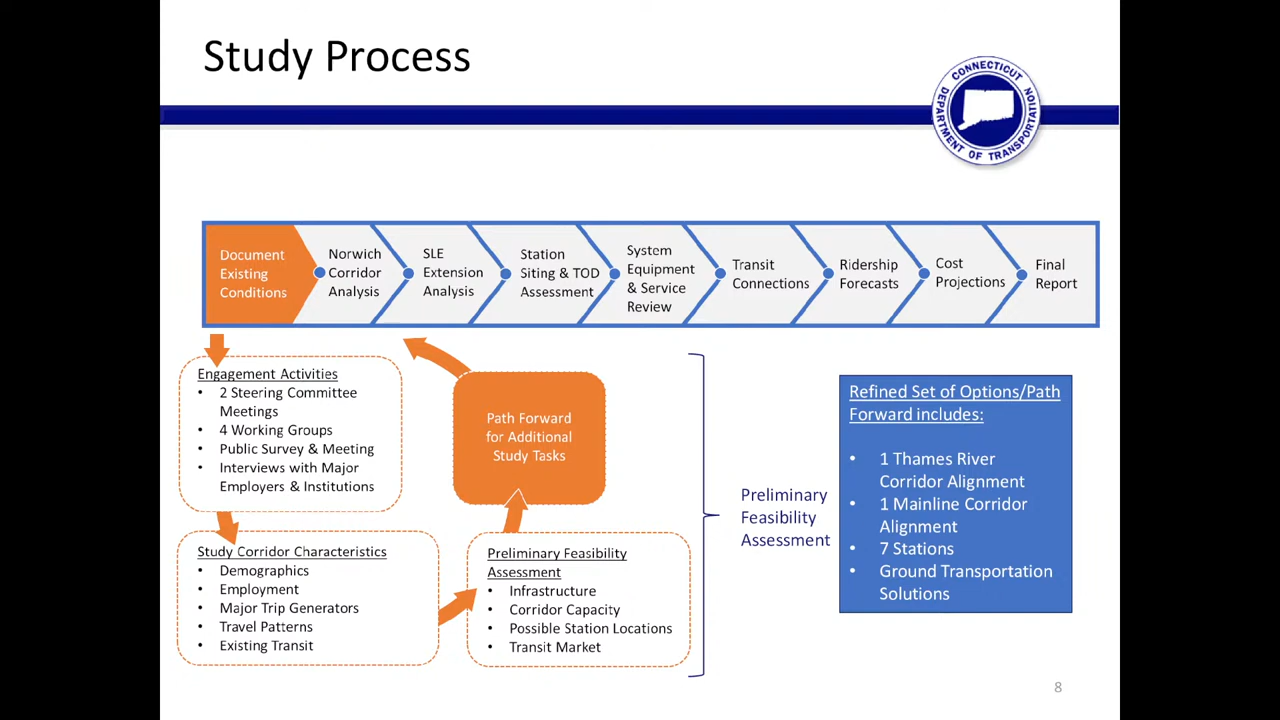 Study Process
CONNECTICUT
DEPARTMENT OF TRANSPORTATION
Document
Existing
Conditions
Norwich
Corridor
Analysis
SLE
Extension
Analysis
Station
Siting & TOD
Assessment
System
Equipment
& Service
Review
Transit
Connections
Ridership
Forecasts
Cost
Projections
Final
Report
Engagement Activities
• 2 Steering Committee
Meetings
• 4 Working Groups
• Public Survey & Meeting
• Interviews with Major
Employers & Institutions
Study Corridor Characteristics
• Demographics
• Employment
• Major Trip Generators
• Travel Patterns
• Existing Transit
Preliminary Feasibility
Assessment
• Infrastructure
• Corridor Capacity
• Possible Station Locations
• Transit Market
Path Forward
for Additional
Study Tasks
Preliminary
Feasibility
Assessment
Refined Set of Options/Path
Forward includes:
• 1 Thames River
Corridor Alignment
• 1 Mainline Corridor
Alignment
• 7 Stations
• Ground Transportation
Solutions
8